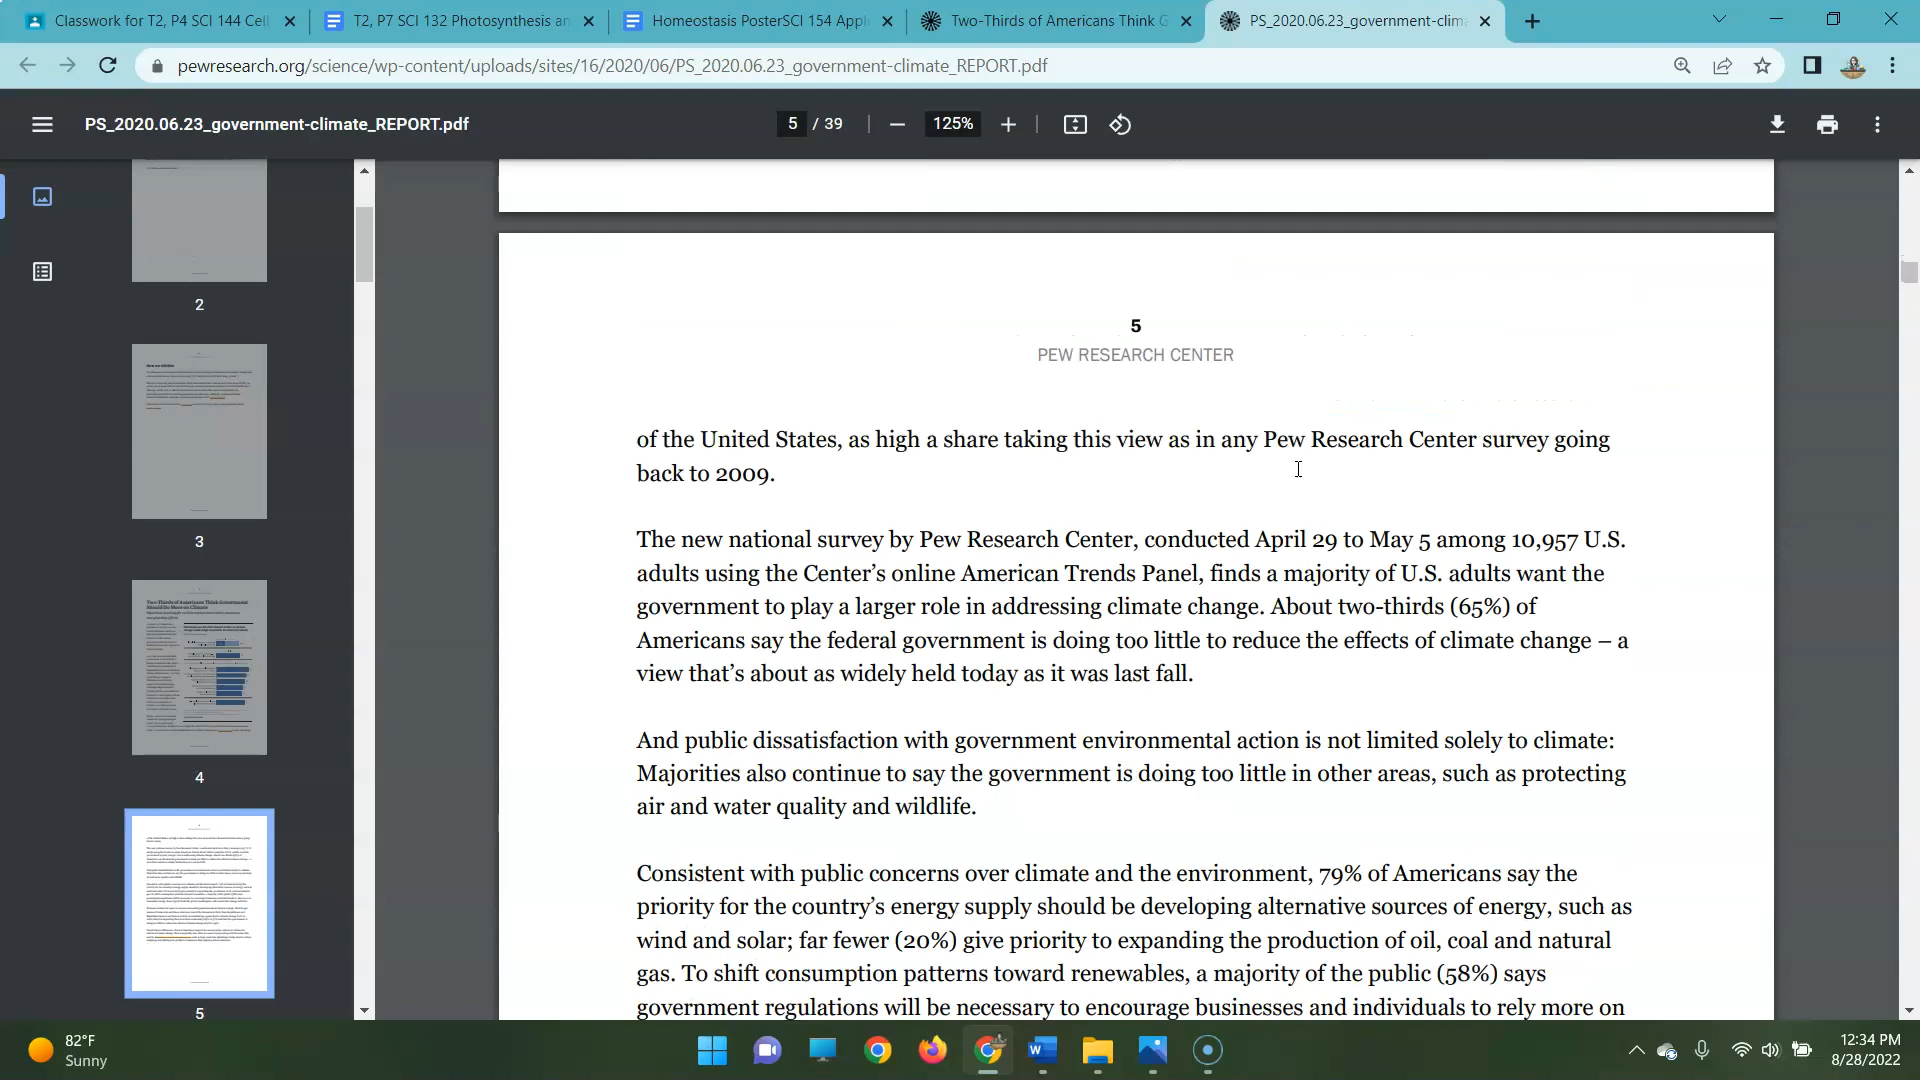 Classwork for T2, P4 SCI 144 Cell
T2, P7 SCI 132 Photosynthesis an
Homeostasis PosterSCI 154 Appl
Two-Thirds of Americans Think G
PS_2020.06.23_government-clima
pewresearch.org/science/wp-content/uploads/sites/16/2020/06/PS_2020.06.23_government-climate_REPORT.pdf
PS_2020.06.23_government-climate_REPORT.pdf
5 / 39
125%
2
3
4
5
5
PEW RESEARCH CENTER
of the United States, as high a share taking this view as in any Pew Research Center survey going
back to 2009.
The new national survey by Pew Research Center, conducted April 29 to May 5 among 10,957 U.S.
adults using the Center’s online American Trends Panel, finds a majority of U.S. adults want the
government to play a larger role in addressing climate change. About two-thirds (65%) of
Americans say the federal government is doing too little to reduce the effects of climate change – a
view that’s about as widely held today as it was last fall.
And public dissatisfaction with government environmental action is not limited solely to climate:
Majorities also continue to say the government is doing too little in other areas, such as protecting
air and water quality and wildlife.
Consistent with public concerns over climate and the environment, 79% of Americans say the
priority for the country’s energy supply should be developing alternative sources of energy, such as
wind and solar; far fewer (20%) give priority to expanding the production of oil, coal and natural
gas. To shift consumption patterns toward renewables, a majority of the public (58%) says
government regulations will be necessary to encourage businesses and individuals to rely more on
82°F
Sunny
12:34 PM
8/28/2022